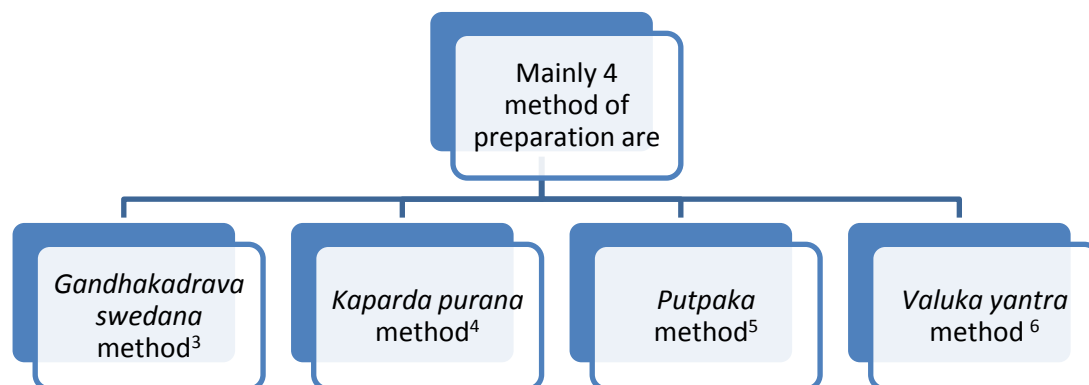 Mainly 4
method of
preparation are
Gandhakadrava
swedana
method³
Kaparda purana
method⁴
Putpaka
method⁵
Valuka yantra
method ⁶